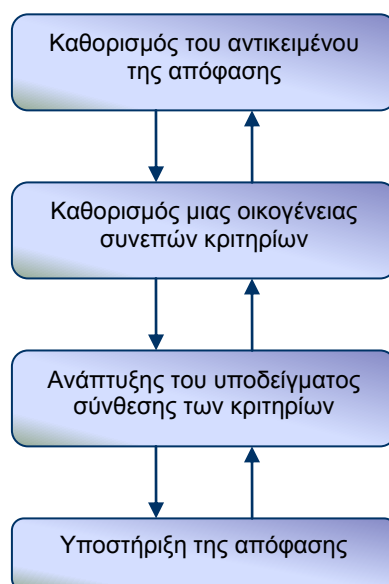 Καθορισμός του αντικειμένου
της απόφασης
Καθορισμός μιας οικογένειας
συνεπών κριτηρίων
Ανάπτυξης του υποδείγματος
σύνθεσης των κριτηρίων
Υποστήριξη της απόφασης